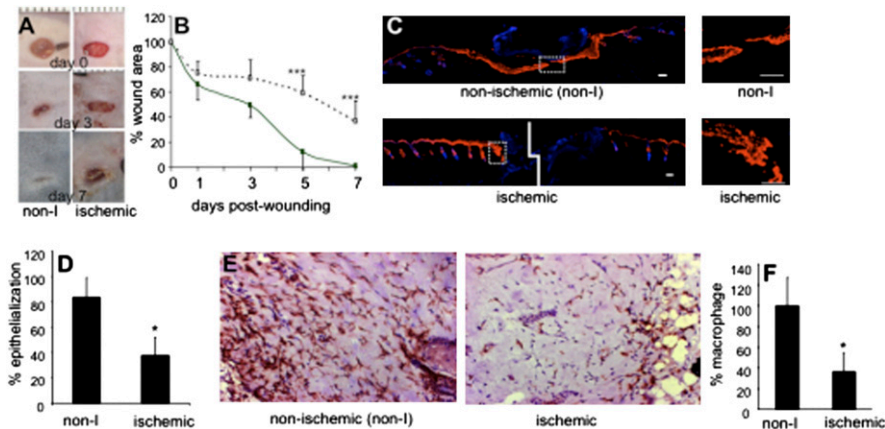 A
day 0
day 3
day 7
non-I ischemic
B
% wound area
120
100
80
60
40
20
0
***
***
0 1 3 5 7
days post-wounding
C
non-ischemic (non-I) non-I
ischemic ischemic
D
% epithelialization
120
100
80
60
40
20
0
*
non-I ischemic
E
non-ischemic (non-I) ischemic
F
% macrophage
140
120
100
80
60
40
20
0
*
non-I ischemic